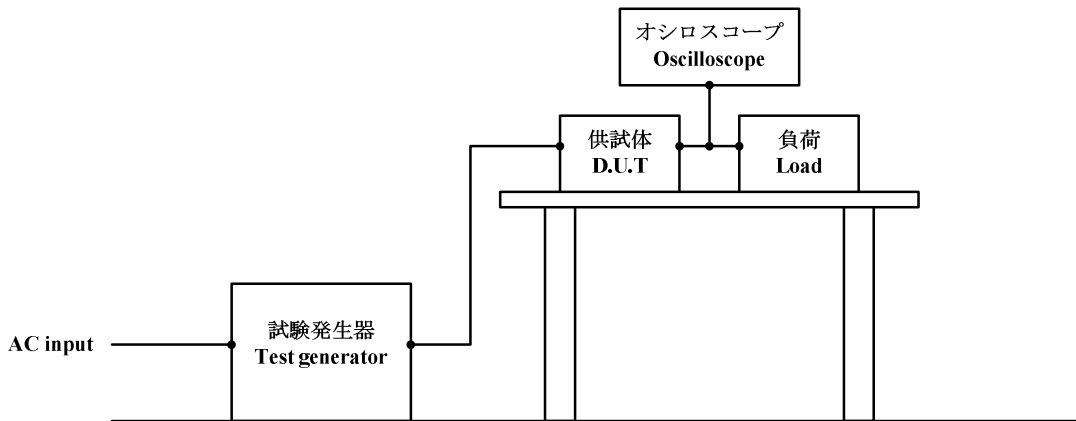 オシロスコープ
Oscilloscope
供試体
D.U.T
負荷
Load
試験発生器
Test generator
AC input